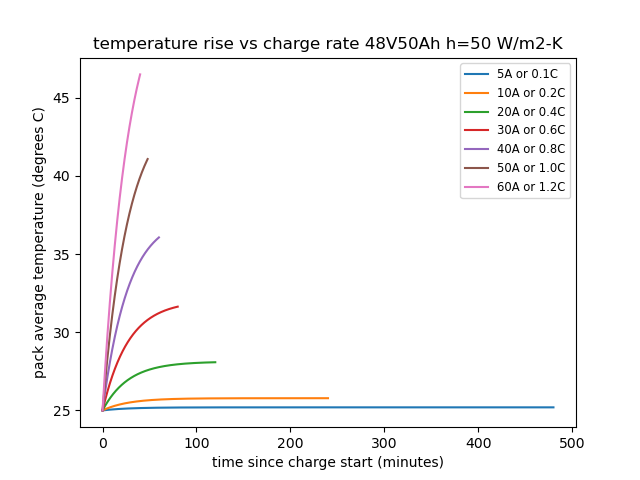 temperature rise vs charge rate 48V50Ah h=50 W/m2-K
pack average temperature (degrees C)
45
40
35
30
25
5A or 0.1C
10A or 0.2C
20A or 0.4C
30A or 0.6C
40A or 0.8C
50A or 1.0C
60A or 1.2C
0
100
200
300
400
500
time since charge start (minutes)